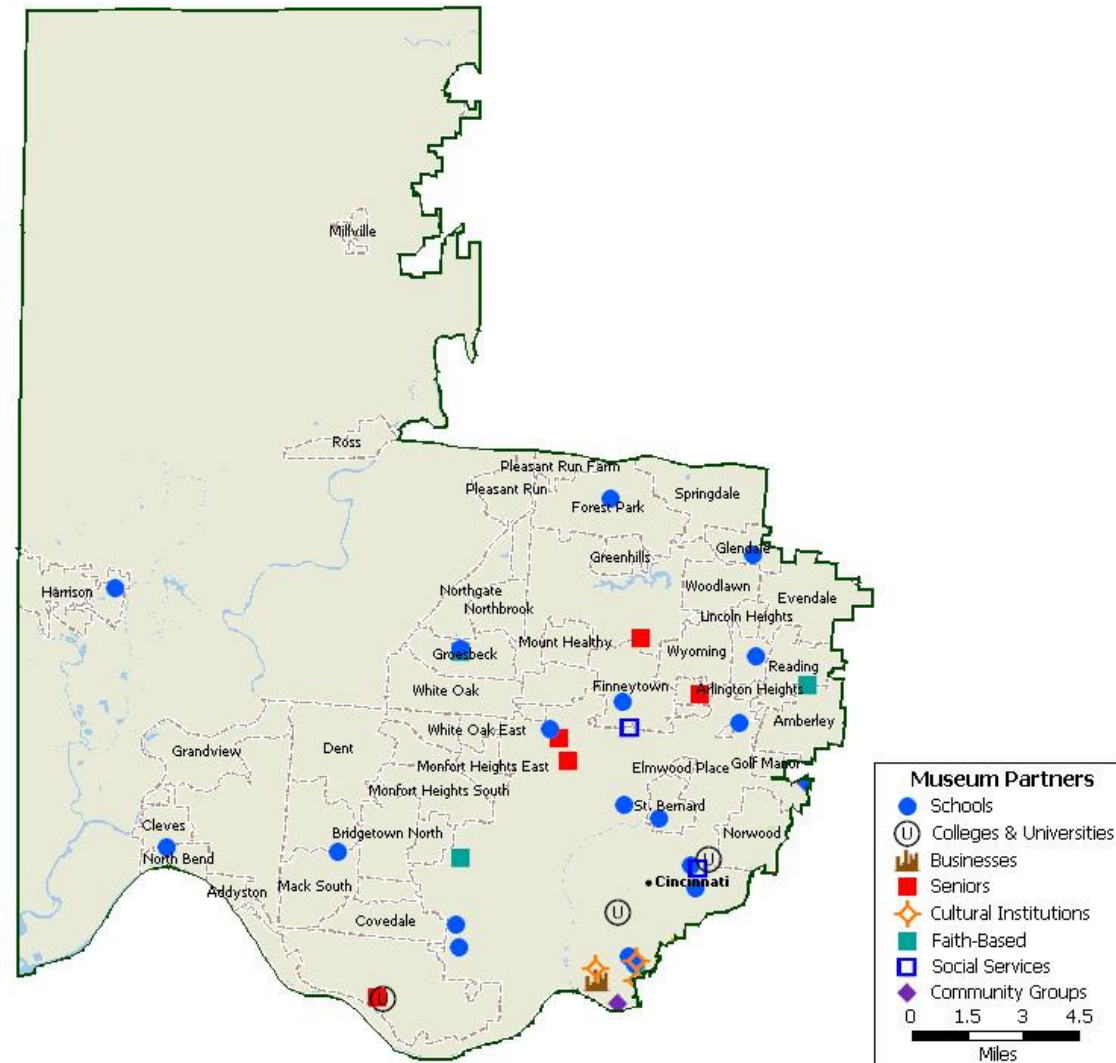 Millville
Ross
Pleasant Run Farm
Pleasant Run
Springdale
Forest Park
Glendale
Greenhills
Woodlawn
Harrison
Northgate
Evendale
Northbrook
Lincoln Heights
Mount Healthy
Groesbeck
Wyoming
Reading
White Oak
Finneytown
Arlington Heights
Amberley
White Oak East
Grandview
Dent
Monfort Heights East
Elmwood Place
Golf Manor
Monfort Heights South
St. Bernard
Cleves
Bridgetown North
Norwood
North Bend
Mack South
Addyston
Cincinnati
Covedale
U
U
U
Museum Partners
Schools
U Colleges & Universities
Businesses
Seniors
Cultural Institutions
Faith-Based
Social Services
Community Groups
0 1.5 3 4.5
Miles